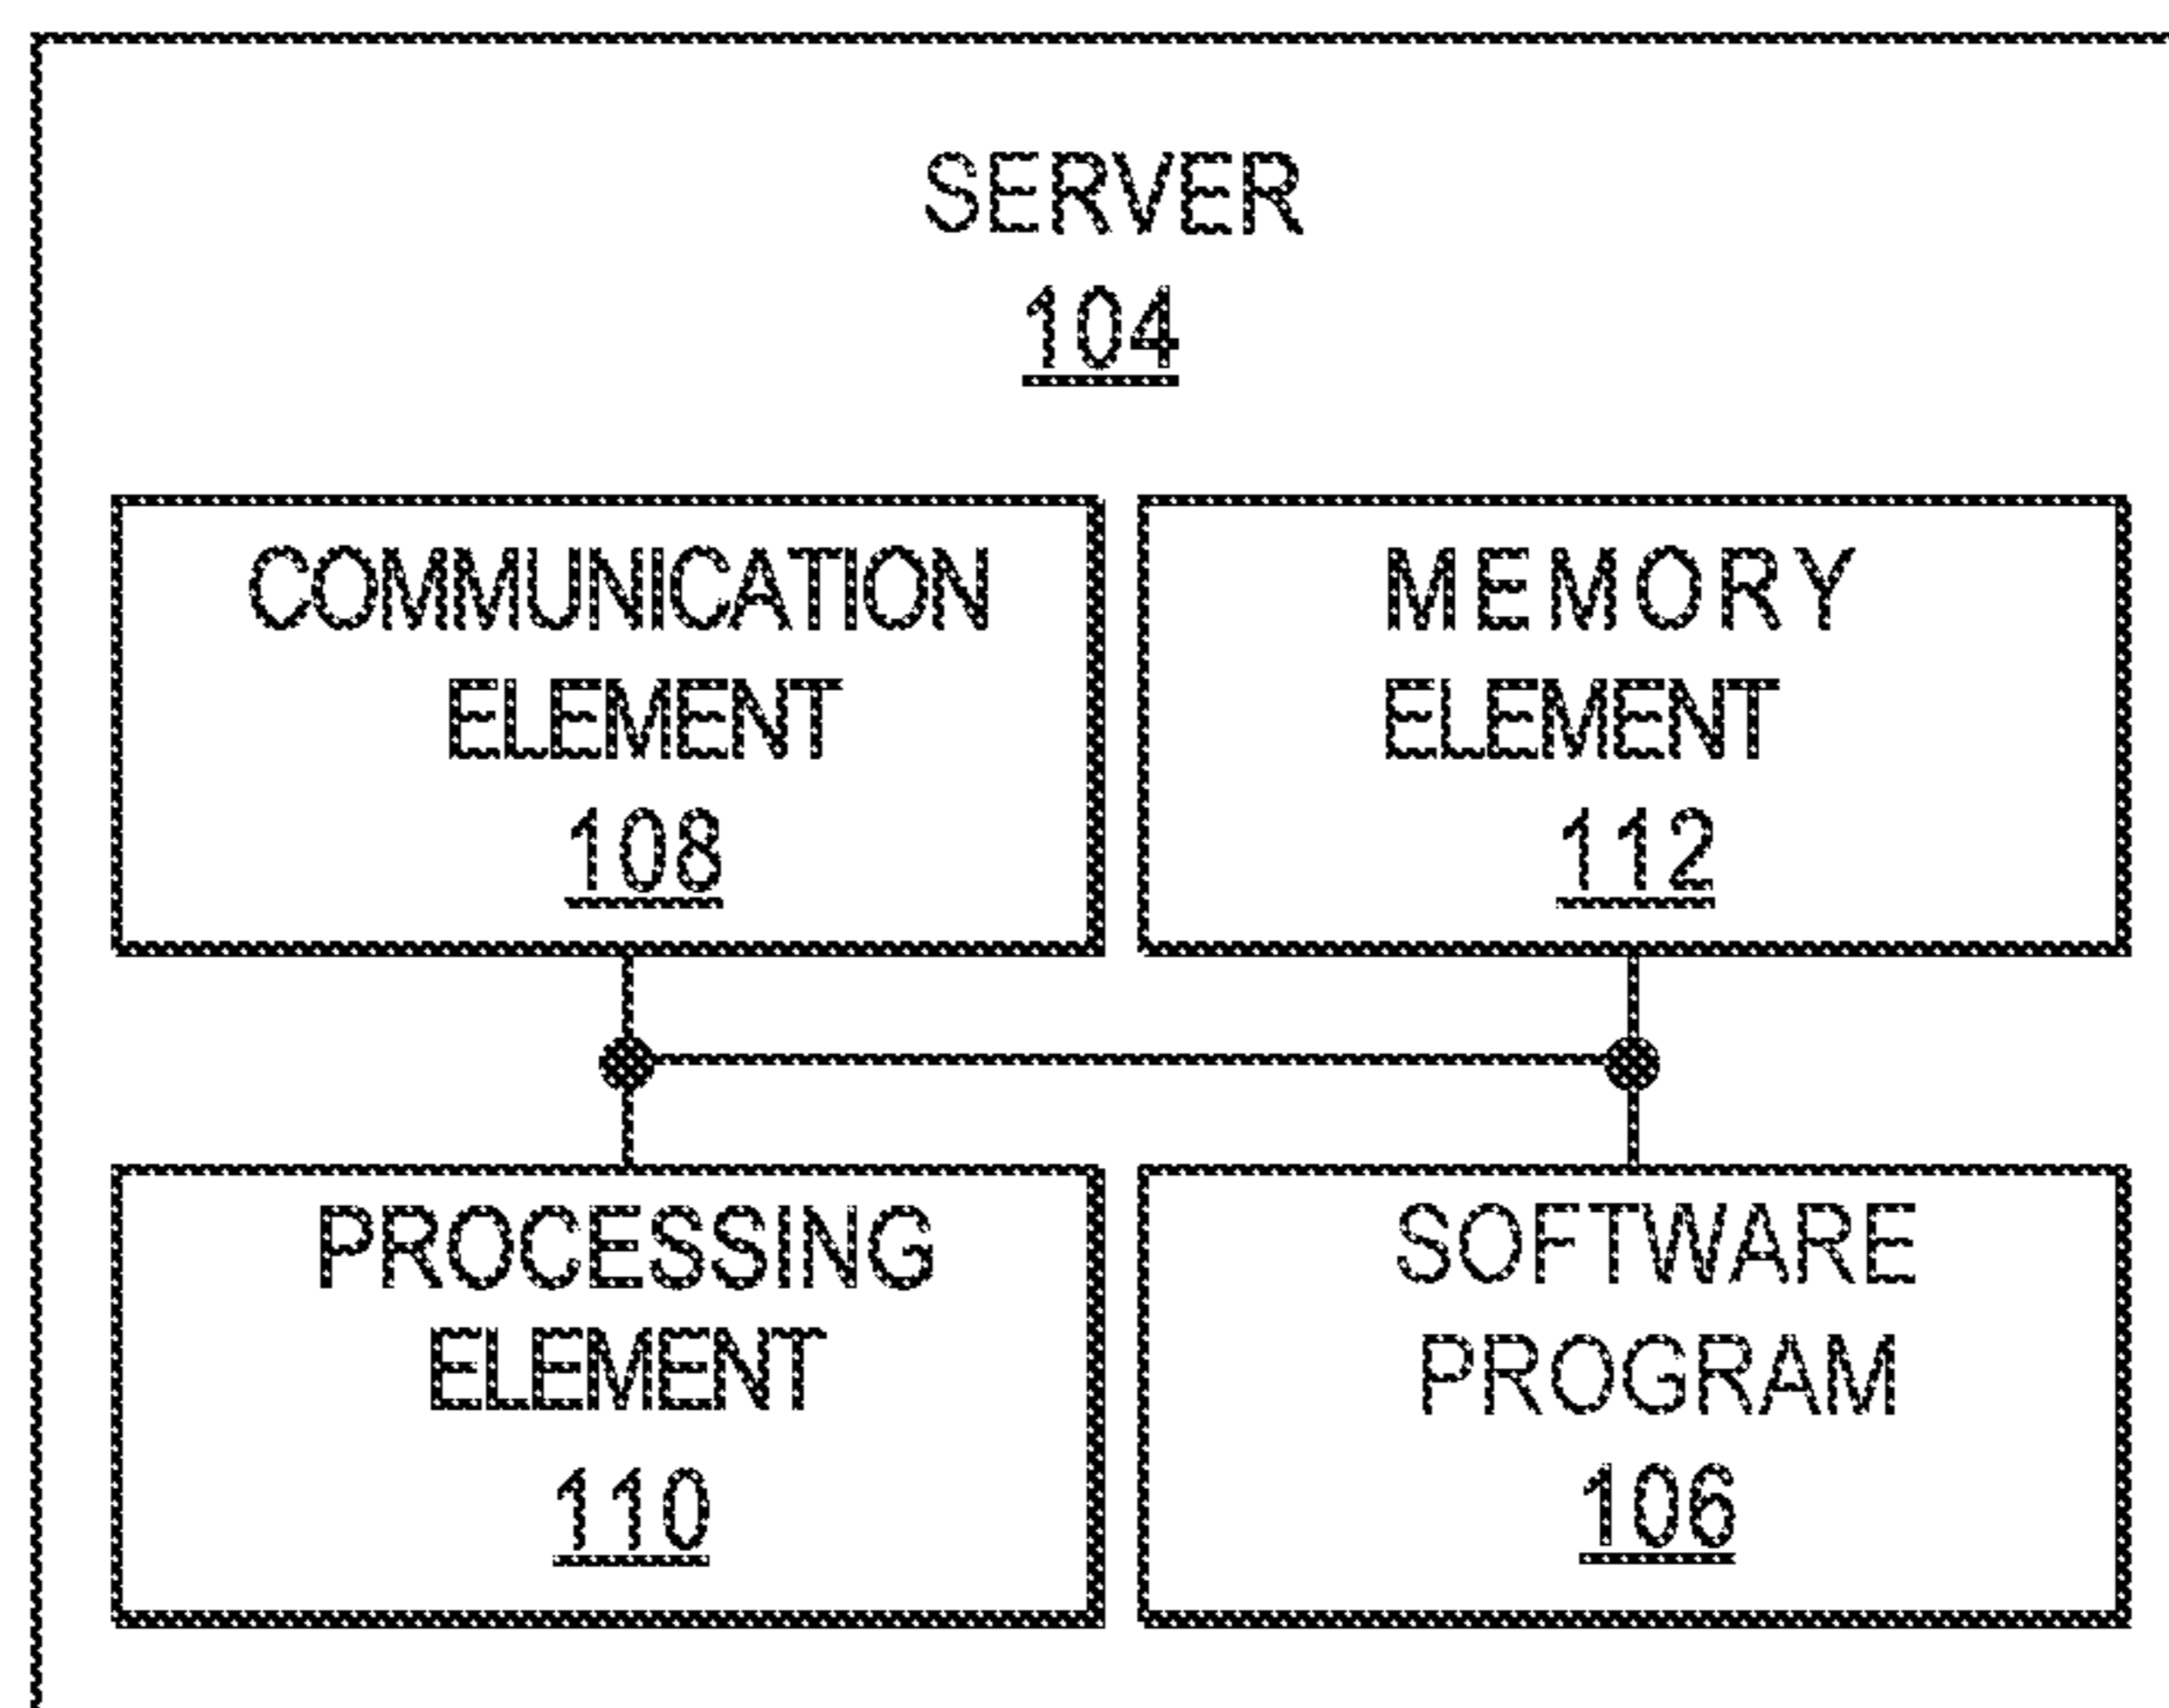 SERVER
104
COMMUNICATION
ELEMENT
108
MEMORY
ELEMENT
112
PROCESSING
ELEMENT
110
SOFTWARE
PROGRAM
106